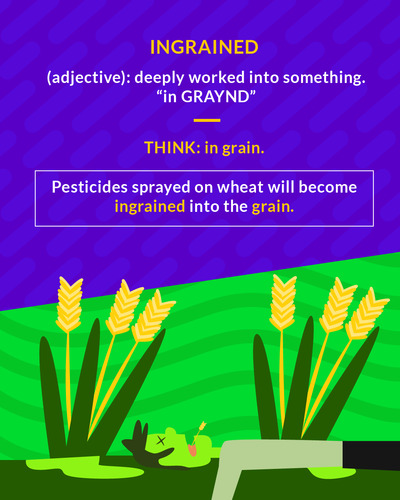 INGRAINED
(adjective): deeply worked into something.
“in GRAYND”
THINK: in grain.
Pesticides sprayed on wheat will become
ingrained into the grain.